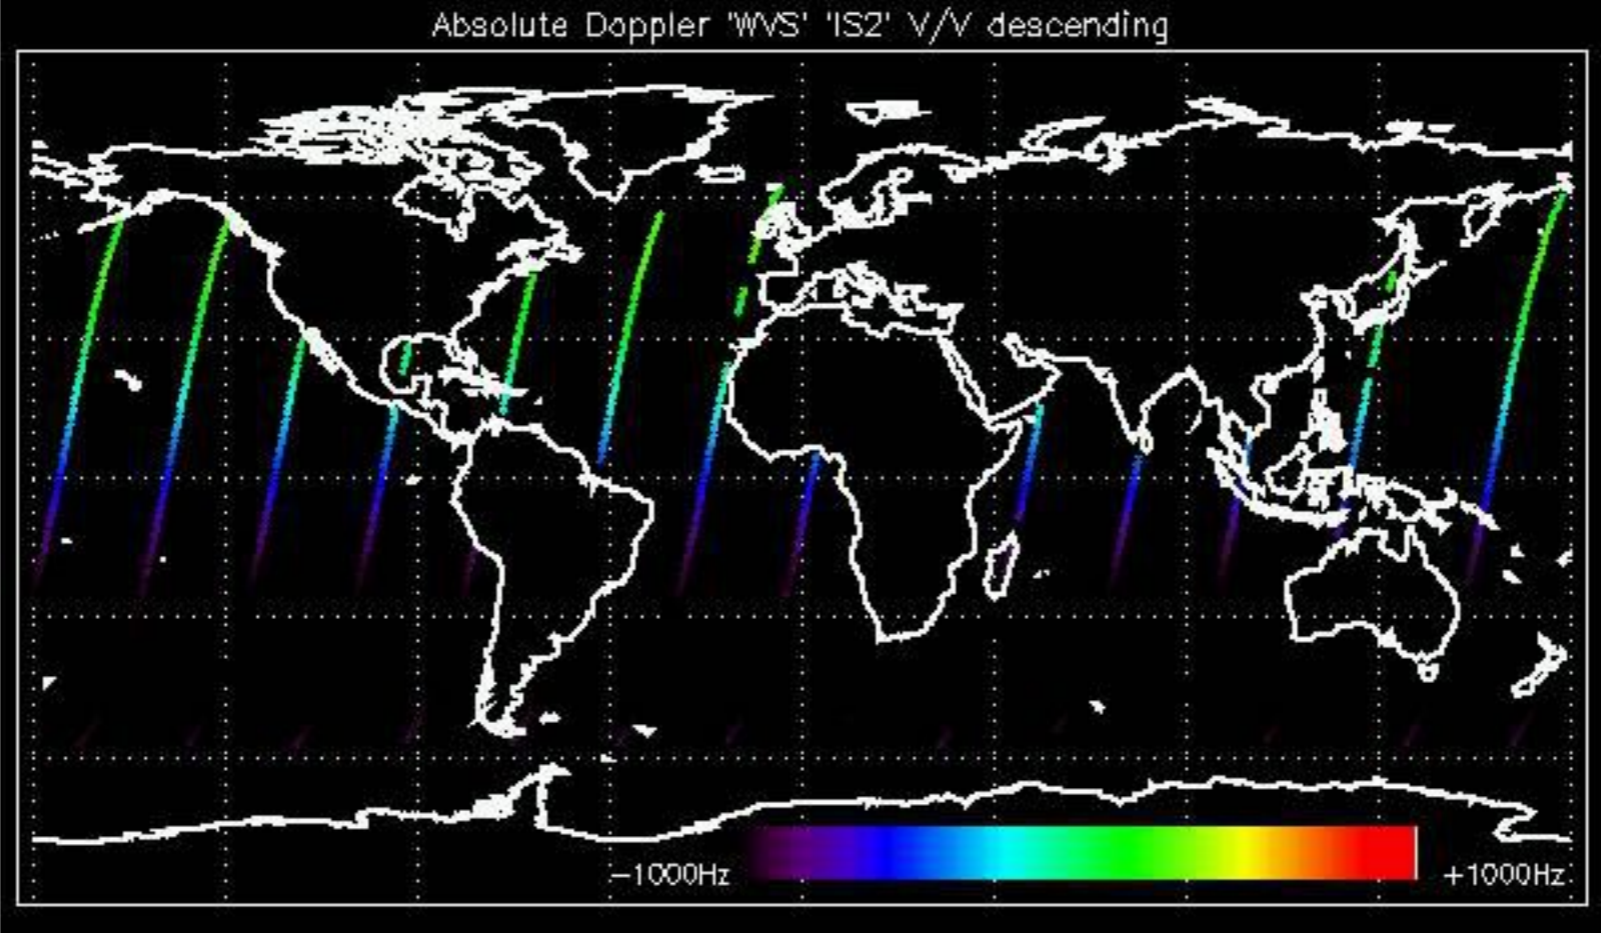 Absolute Doppler 'WVS' 'IS2' V/V descending
−1000Hz
+1000Hz